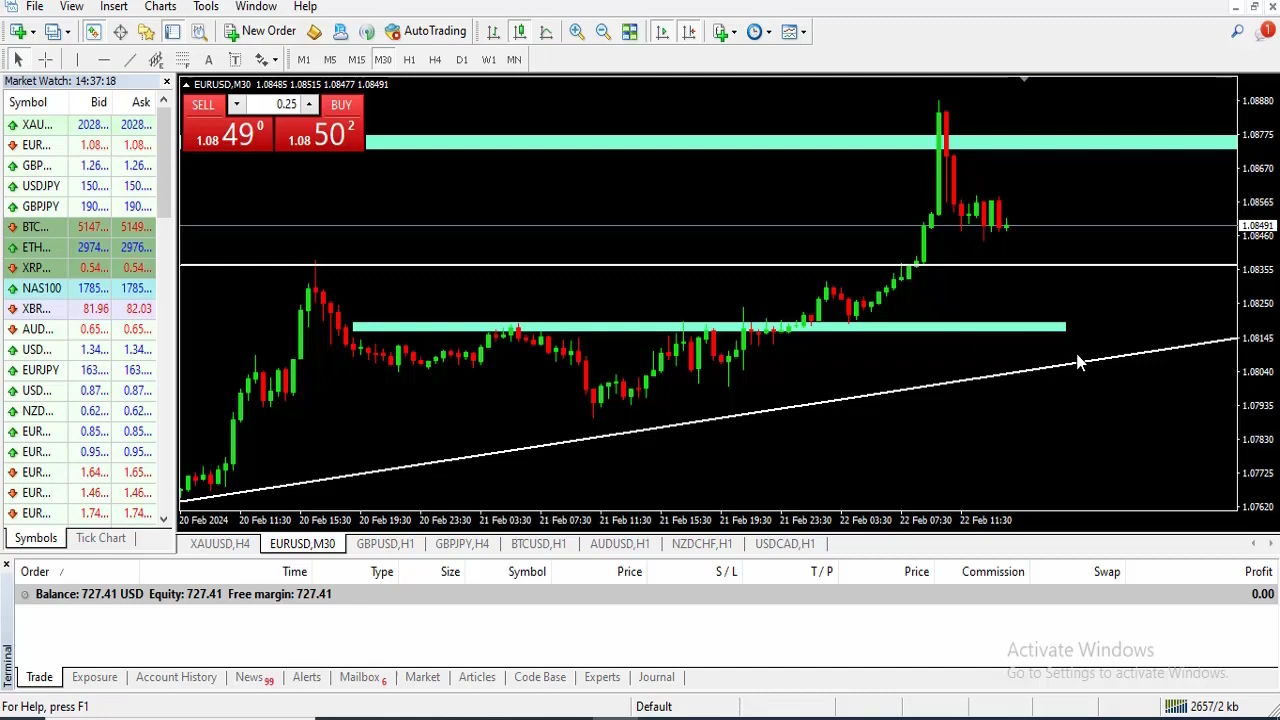 File View Insert Charts Tools Window Help
New Order AutoTrading 1
A T M1 M5 M15 M30 H1 H4 D1 W1 MN
Market Watch: 14:37:18
Symbol Bid Ask
XAU... 2028... 2028...
EUR... 1.08... 1.08...
GBP... 1.26... 1.26...
USDJPY 150.... 150....
GBPJPY 190.... 190....
BTC... 5147... 5149...
ETH... 2974... 2976...
XRP... 0.54... 0.54...
NAS100 1785... 1785...
XBR... 81.96 82.03
AUD... 0.65... 0.65...
USD... 1.34... 1.34...
EURJPY 163.... 163....
USD... 0.87... 0.87...
NZD... 0.62... 0.62...
EUR... 0.85... 0.85...
EUR... 0.95... 0.95...
EUR... 1.64... 1.65...
EUR... 1.46... 1.46...
EUR... 1.74... 1.74...
Symbols Tick Chart
EURUSD,M30 1.08485 1.08515 1.08477 1.08491
SELL 0.25 BUY
1.08 49 0 1.08 50 2
1.08880
1.08775
1.08670
1.08565
1.08491
1.08460
1.08355
1.08250
1.08145
1.08040
1.07935
1.07830
1.07725
1.07620
20 Feb 2024 20 Feb 11:30 20 Feb 15:30 20 Feb 19:30 20 Feb 23:30 21 Feb 03:30 21 Feb 07:30 21 Feb 11:30 21 Feb 15:30 21 Feb 19:30 21 Feb 23:30 22 Feb 03:30 22 Feb 07:30 22 Feb 11:30
XAUUSD,H4 EURUSD,M30 GBPUSD,H1 GBPJPY,H4 BTCUSD,H1 AUDUSD,H1 NZDCHF,H1 USDCAD,H1
Order / Time Type Size Symbol Price S / L T / P Price Commission Swap Profit
Balance: 727.41 USD Equity: 727.41 Free margin: 727.41 0.00
Activate Windows
Go to Settings to activate Windows.
Terminal
Trade Exposure Account History News 99 Alerts Mailbox 6 Market Articles Code Base Experts Journal
For Help, press F1 Default 2657/2 kb